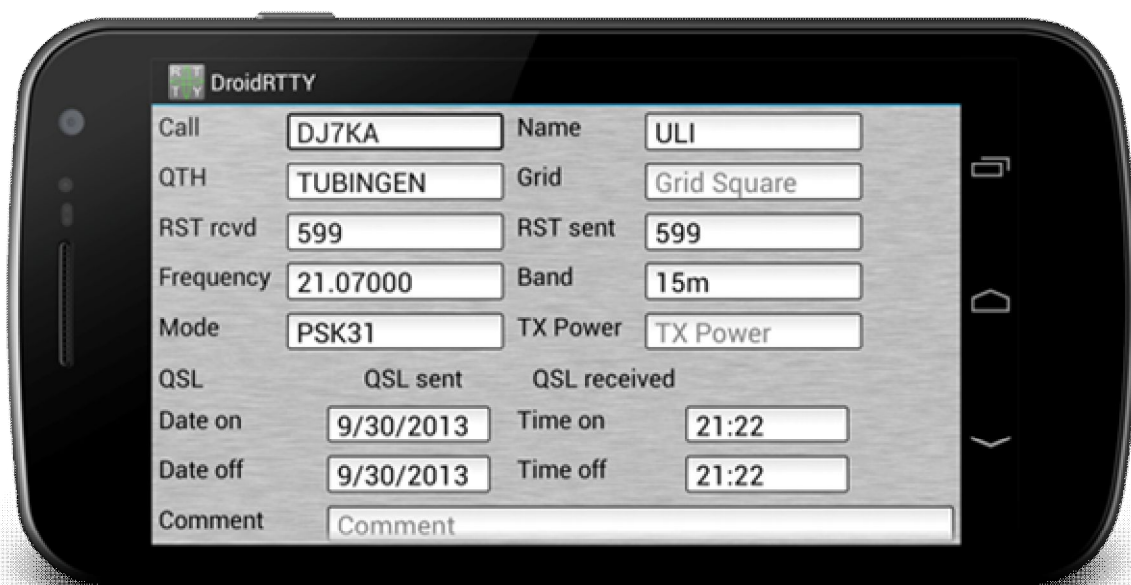 R T T Y DroidRTTY
Call DJ7KA Name ULI
QTH TUBINGEN Grid Grid Square
RST rcvd 599 RST sent 599
Frequency 21.07000 Band 15m
Mode PSK31 TX Power TX Power
QSL QSL sent QSL received
Date on 9/30/2013 Time on 21:22
Date off 9/30/2013 Time off 21:22
Comment Comment